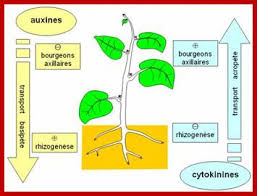 auxines
⊖
bourgeons
axillaires
⊕
bourgeons
axillaires
transport basipète
transport acropète
⊕
rhizogenèse
⊖
rhizogenèse
cytokinines